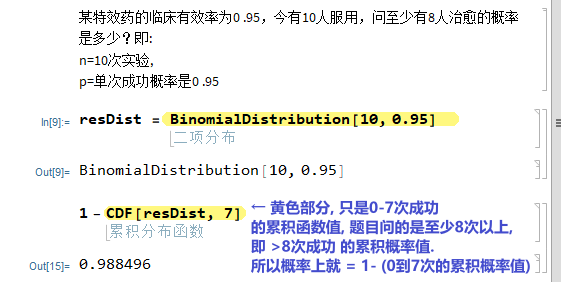 某特效药的临床有效率为0.95，今有10人服用，问至少有8人治愈的概率
是多少？即:
n=10次实验，
p=单次成功概率是0.95
In[9]:= resDist = BinomialDistribution[10, 0.95]
二项分布
Out[9]= BinomialDistribution[10, 0.95]
1 - CDF[resDist, 7]
累积分布函数
← 黄色部分, 只是0-7次成功
的累积函数值, 题目问的是至少8次以上,
即 >8次成功 的累积概率值.
所以概率上就 = 1- (0到7次的累积概率值)
Out[15]= 0.988496